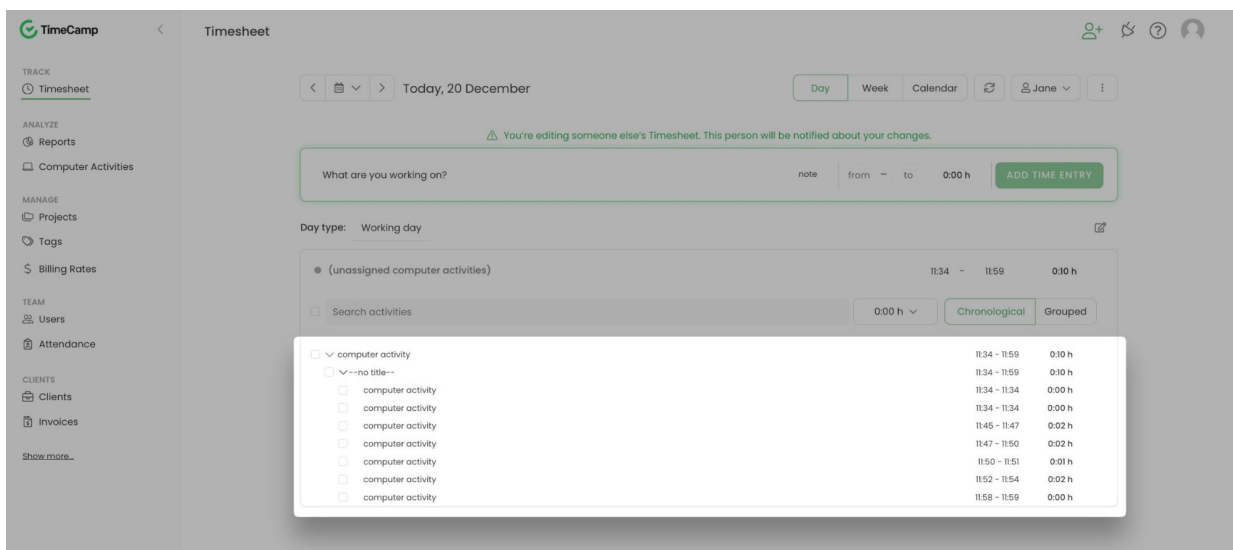 TimeCamp
Timesheet
TRACK
Timesheet
ANALYZE
Reports
Computer Activities
MANAGE
Projects
Tags
Billing Rates
TEAM
Users
Attendance
CLIENTS
Clients
Invoices
Show more...
Today, 20 December
Day Week Calendar Jane
You're editing someone else's Timesheet. This person will be notified about your changes.
What are you working on? note from - to 0:00 h ADD TIME ENTRY
Day type: Working day
(unassigned computer activities) 11:34 - 11:59 0:10 h
Search activities 0:00 h Chronological Grouped
computer activity 11:34 - 11:59 0:10 h
--no title-- 11:34 - 11:59 0:10 h
computer activity 11:34 - 11:34 0:00 h
computer activity 11:34 - 11:34 0:00 h
computer activity 11:45 - 11:47 0:02 h
computer activity 11:47 - 11:50 0:02 h
computer activity 11:50 - 11:51 0:01 h
computer activity 11:52 - 11:54 0:02 h
computer activity 11:58 - 11:59 0:00 h